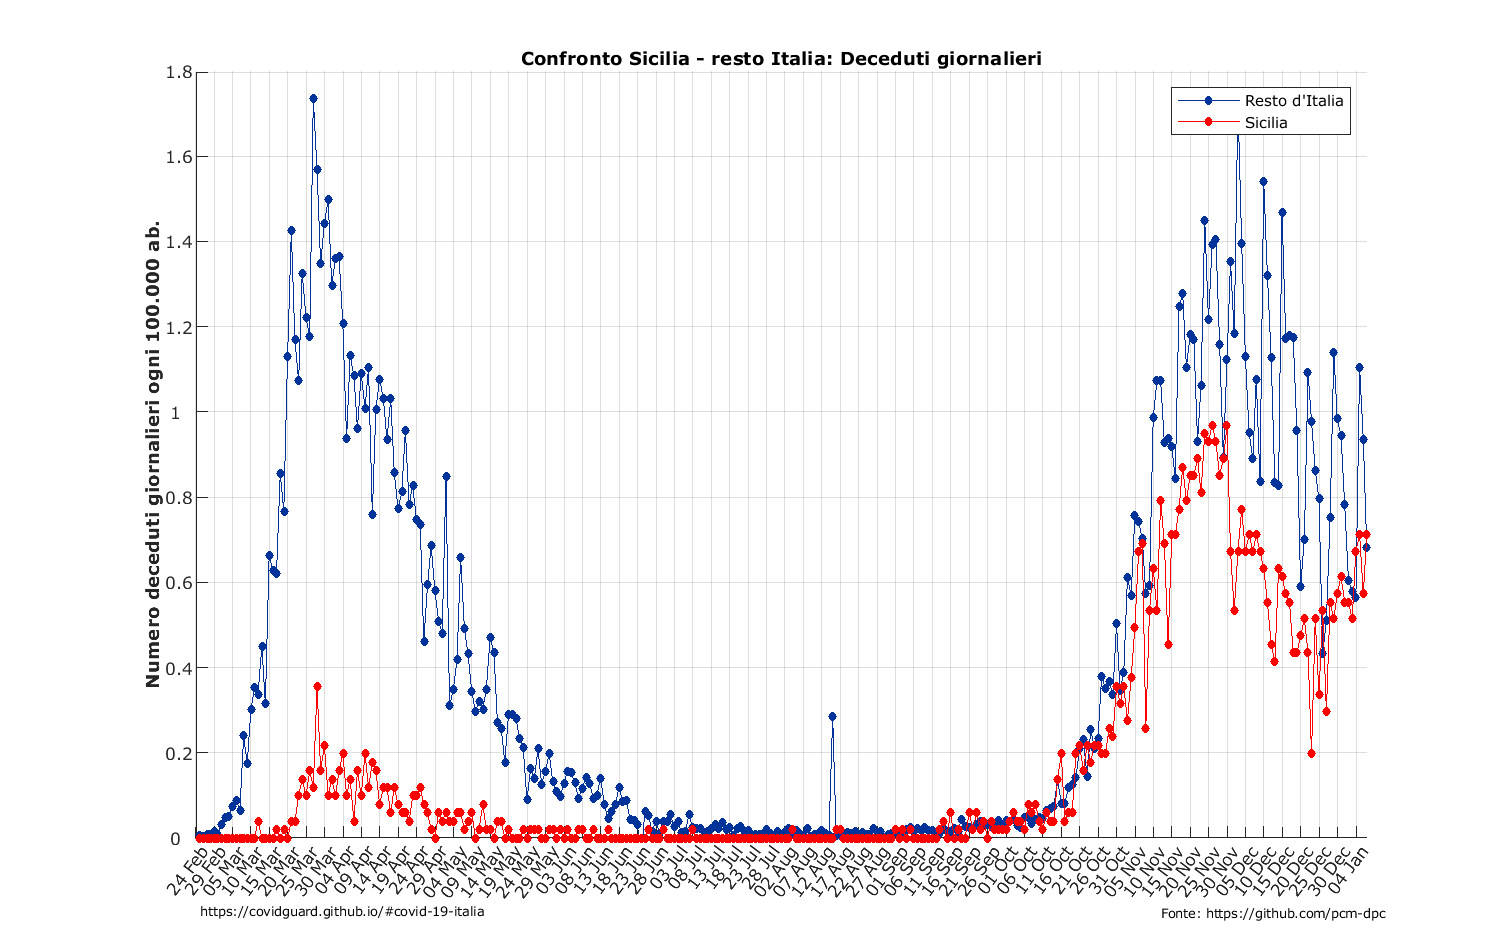 Confronto Sicilia - resto Italia: Deceduti giornalieri
Numero deceduti giornalieri ogni 100.000 ab.
1.8
1.6
1.4
1.2
1
0.8
0.6
0.4
0.2
0
Resto d'Italia
Sicilia
24 Feb
29 Feb
05 Mar
10 Mar
15 Mar
20 Mar
25 Mar
30 Mar
04 Apr
09 Apr
14 Apr
19 Apr
24 Apr
29 Apr
04 May
09 May
14 May
19 May
24 May
29 May
03 Jun
08 Jun
13 Jun
18 Jun
23 Jun
28 Jun
03 Jul
08 Jul
13 Jul
18 Jul
23 Jul
28 Jul
02 Aug
07 Aug
12 Aug
17 Aug
22 Aug
27 Aug
01 Sep
06 Sep
11 Sep
16 Sep
21 Sep
26 Sep
01 Oct
06 Oct
11 Oct
16 Oct
21 Oct
26 Oct
31 Oct
05 Nov
10 Nov
15 Nov
20 Nov
25 Nov
30 Nov
05 Dec
10 Dec
15 Dec
20 Dec
25 Dec
30 Dec
04 Jan
https://covidguard.github.io/#covid-19-italia
Fonte: https://github.com/pcm-dpc